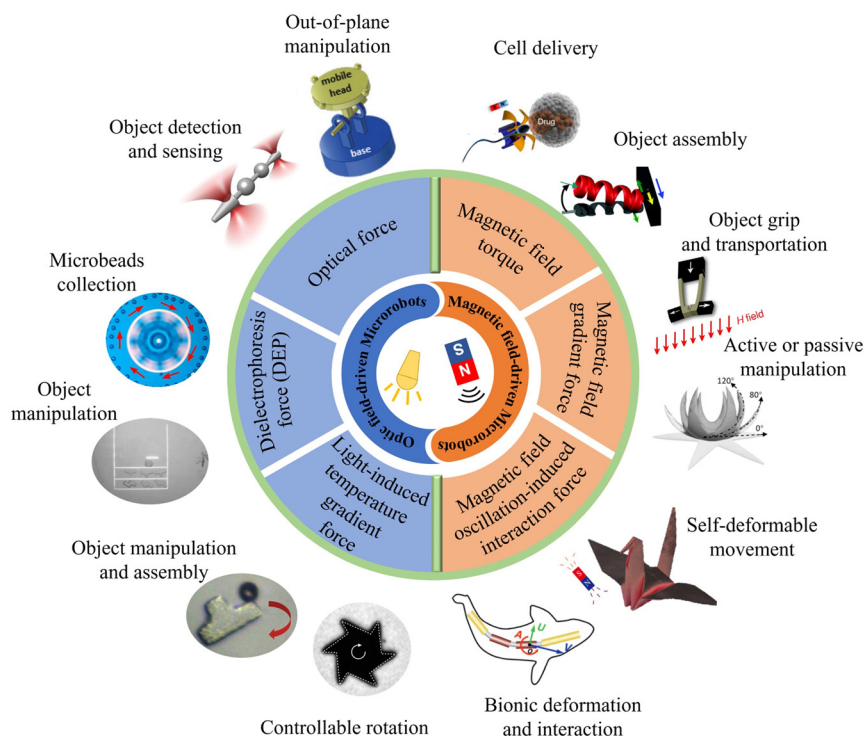 Out-of-plane
manipulation
Cell delivery
mobile
head
base
Drug
Object detection
and sensing
Object assembly
Object grip
and transportation
H field
Microbeads
collection
Active or passive
manipulation
120°
80°
0°
Object
manipulation
Self-deformable
movement
Object manipulation
and assembly
Controllable rotation
Bionic deformation
and interaction
A
U
V
Optical force
Magnetic field
torque
Dielectrophoresis
force (DEP)
Magnetic field
gradient force
Light-induced
temperature
gradient
force
Magnetic field
oscillation-induced
interaction force
Optic field-driven Microrobots
Magnetic field-driven Microrobots
S
N